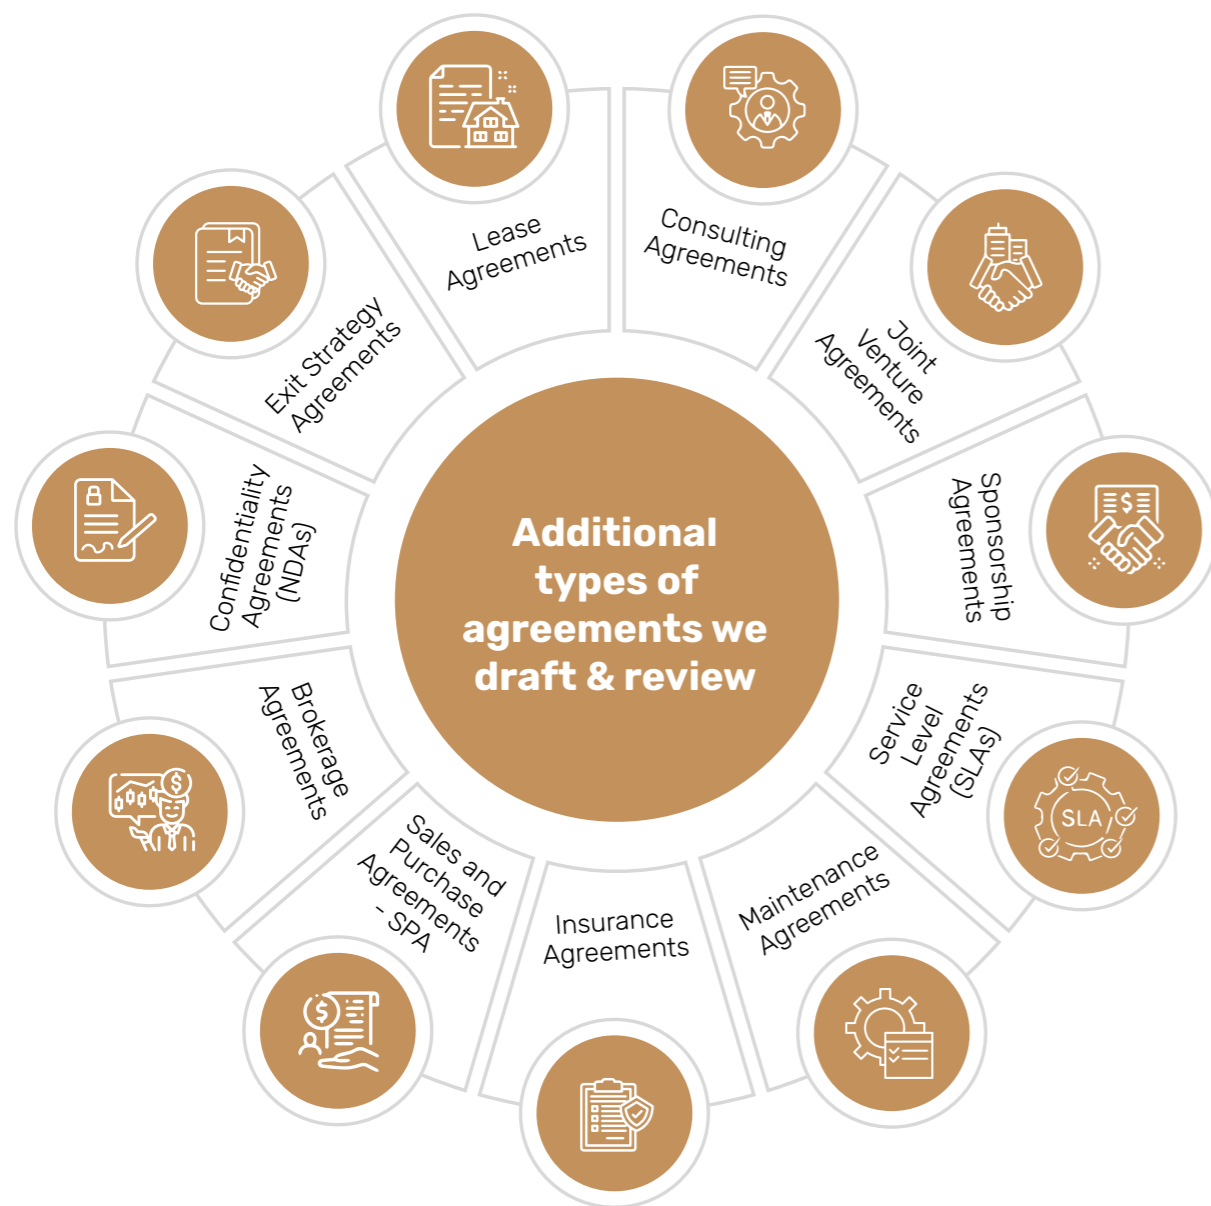 Additional
types of
agreements we
draft & review
Lease
Agreements
Consulting
Agreements
Joint
Venture
Agreements
Sponsorship
Agreements
Service
Level
Agreements
(SLAs)
SLA
Maintenance
Agreements
Insurance
Agreements
Sales and
Purchase
Agreements
- SPA
Brokerage
Agreements
Confidentiality
Agreements
(NDAs)
Exit Strategy
Agreements